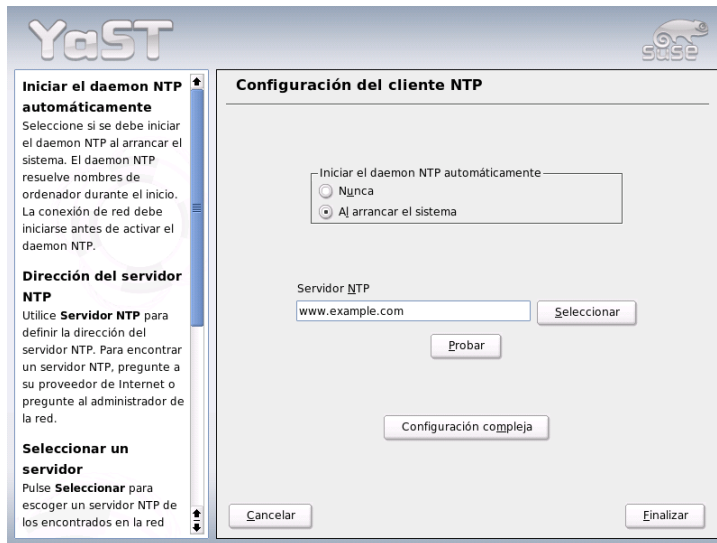 YaST
SUSE
Iniciar el daemon NTP
automáticamente
Seleccione si se debe iniciar
el daemon NTP al arrancar el
sistema. El daemon NTP
resuelve nombres de
ordenador durante el inicio.
La conexión de red debe
iniciarse antes de activar el
daemon NTP.
Dirección del servidor
NTP
Utilice Servidor NTP para
definir la dirección del
servidor NTP. Para encontrar
un servidor NTP, pregunte a
su proveedor de Internet o
pregunte al administrador de
la red.
Seleccionar un
servidor
Pulse Seleccionar para
escoger un servidor NTP de
los encontrados en la red
Configuración del cliente NTP
Iniciar el daemon NTP automáticamente
Nunca
Al arrancar el sistema
Servidor NTP
www.example.com
Seleccionar
Probar
Configuración compleja
Cancelar
Finalizar